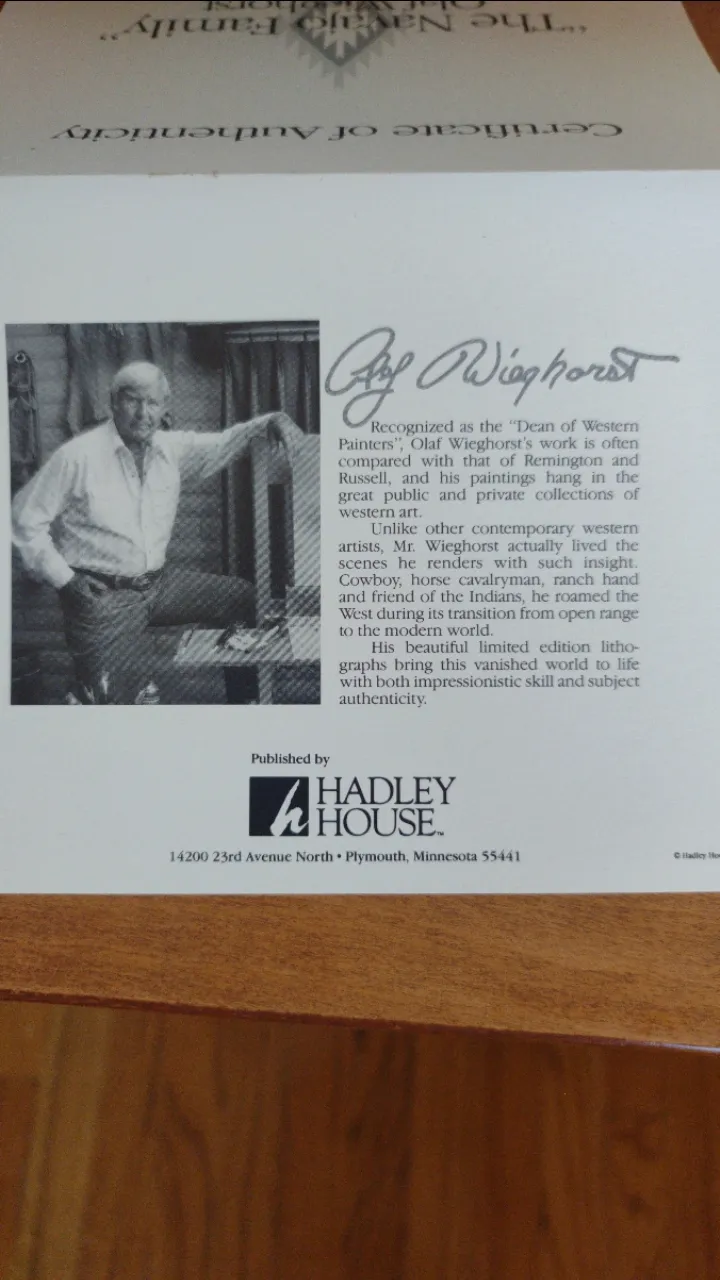 "The Navajo Family"
Olaf Wieghorst
Certificate of Authenticity
Olaf Wieghorst
Recognized as the "Dean of Western
Painters", Olaf Wieghorst's work is often
compared with that of Remington and
Russell, and his paintings hang in the
great public and private collections of
western art.
Unlike other contemporary western
artists, Mr. Wieghorst actually lived the
scenes he renders with such insight.
Cowboy, horse cavalryman, ranch hand
and friend of the Indians, he roamed the
West during its transition from open range
to the modern world.
His beautiful limited edition litho-
graphs bring this vanished world to life
with both impressionistic skill and subject
authenticity.
Published by
h HADLEY
HOUSE™
14200 23rd Avenue North • Plymouth, Minnesota 55441
© Hadley